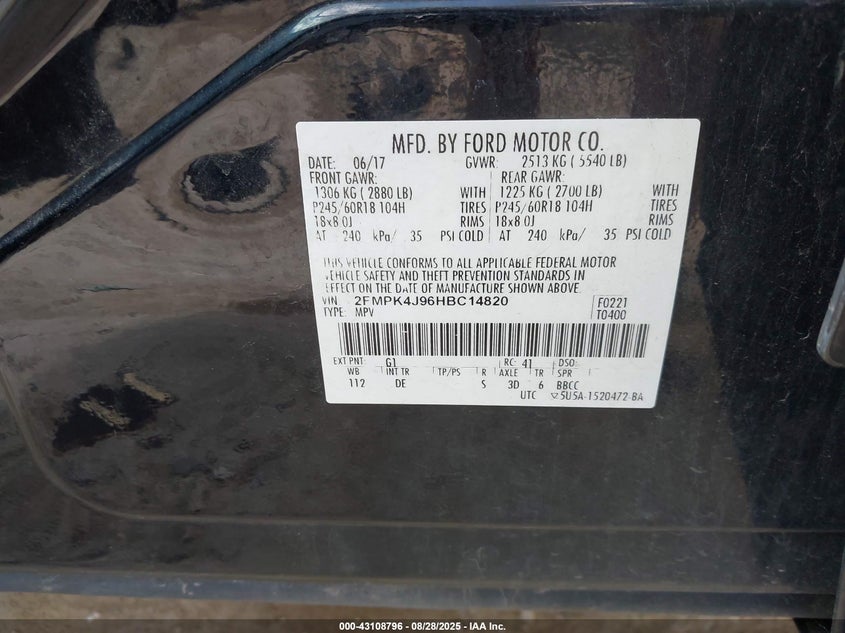 MFD. BY FORD MOTOR CO.
DATE: 06/17 GVWR: 2513 KG ( 5540 LB)
FRONT GAWR: REAR GAWR:
1306 KG ( 2880 LB) WITH 1225 KG ( 2700 LB) WITH
P245/60R18 104H TIRES P245/60R18 104H TIRES
18x8.0J RIMS 18x8.0J RIMS
AT 240 kPa/ 35 PSI COLD AT 240 kPa/ 35 PSI COLD
THIS VEHICLE CONFORMS TO ALL APPLICABLE FEDERAL MOTOR
VEHICLE SAFETY AND THEFT PREVENTION STANDARDS IN
EFFECT ON THE DATE OF MANUFACTURE SHOWN ABOVE.
VIN: 2FMPK4J96HBC14820 F0221
TYPE: MPV T0400
EXT PNT: G1 RC: 41 DSO:
WB INT TR TP/PS R AXLE TR SPR
112 DE S 3D 6 BBCC
UTC ▽5U5A-1520472-BA
000-43108796 - 08/28/2025 - IAA Inc.